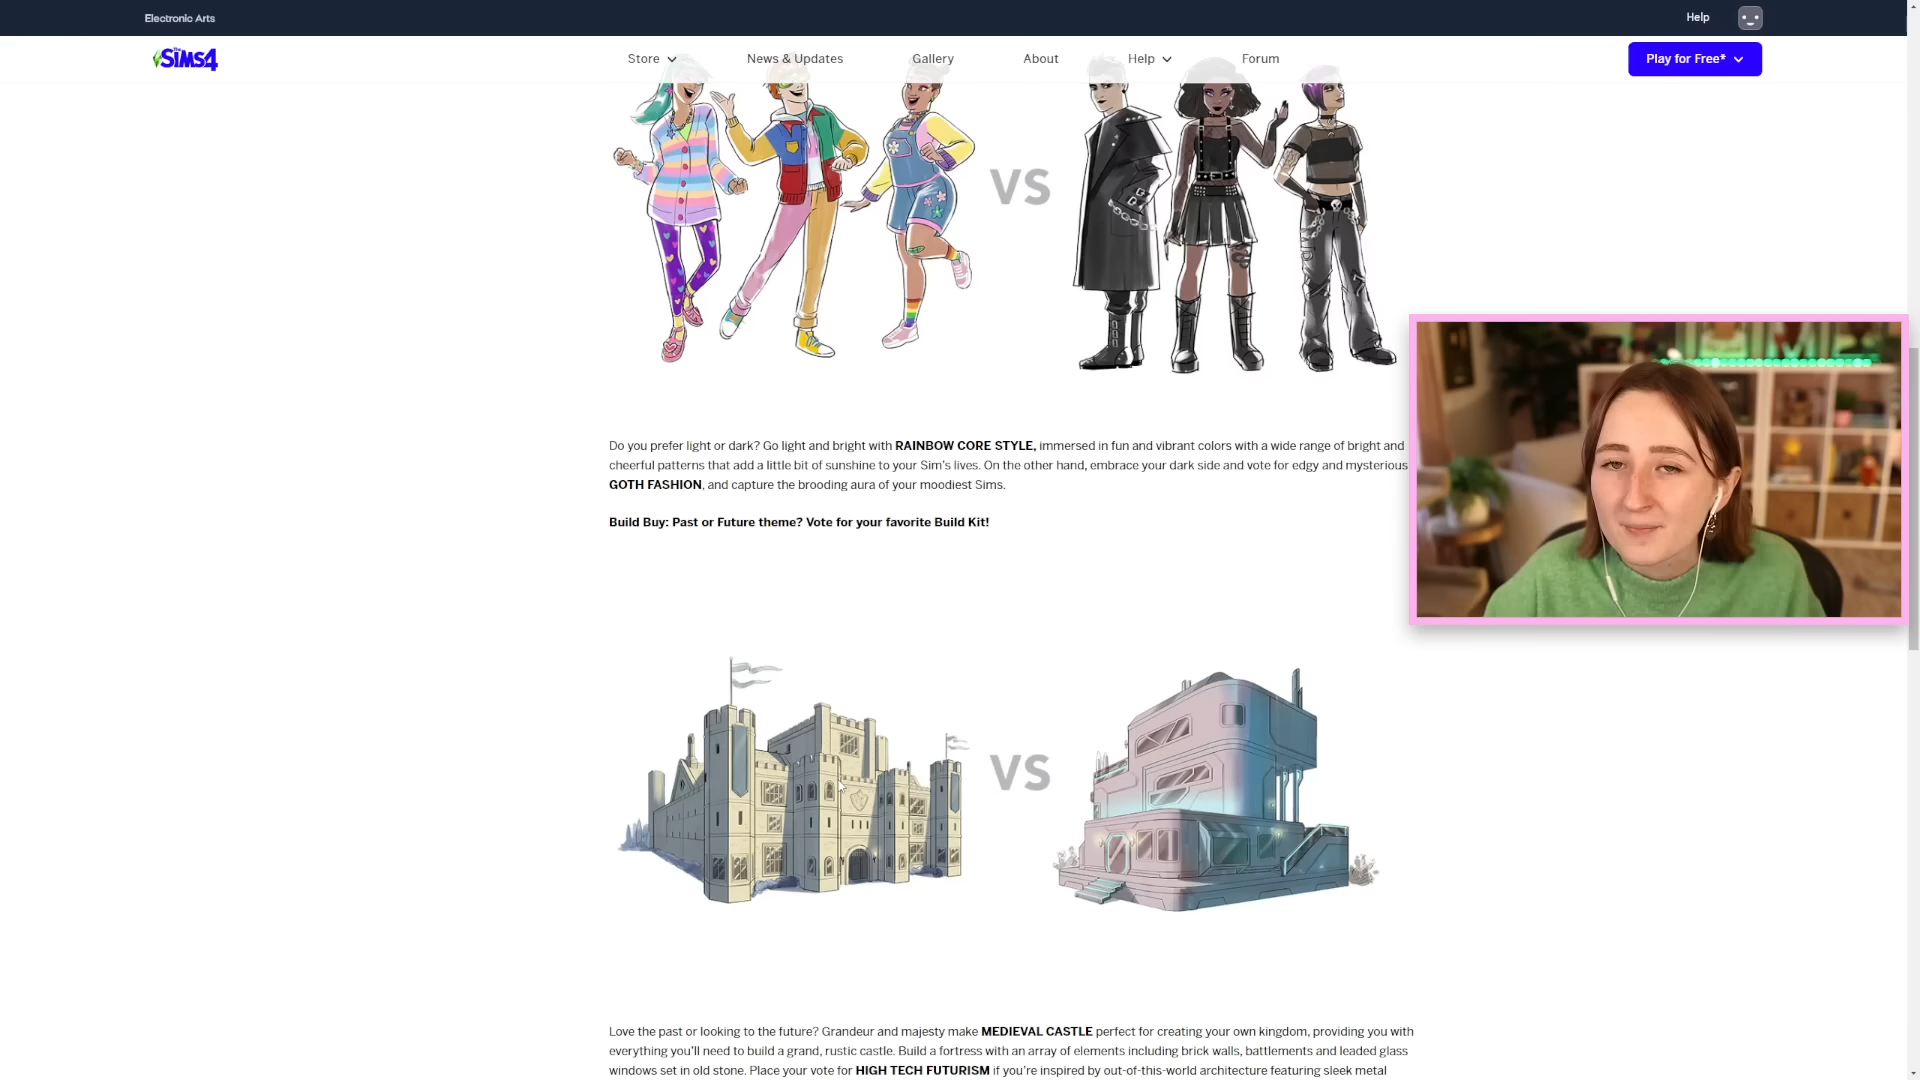 Electronic Arts
Help
The SiMS4
Store
News & Updates
Gallery
About
Help
Forum
Play for Free*
VS
Do you prefer light or dark? Go light and bright with RAINBOW CORE STYLE, immersed in fun and vibrant colors with a wide range of bright and
cheerful patterns that add a little bit of sunshine to your Sim's lives. On the other hand, embrace your dark side and vote for edgy and mysterious
GOTH FASHION, and capture the brooding aura of your moodiest Sims.
Build Buy: Past or Future theme? Vote for your favorite Build Kit!
VS
Love the past or looking to the future? Grandeur and majesty make MEDIEVAL CASTLE perfect for creating your own kingdom, providing you with
everything you'll need to build a grand, rustic castle. Build a fortress with an array of elements including brick walls, battlements and leaded glass
windows set in old stone. Place your vote for HIGH TECH FUTURISM if you're inspired by out-of-this-world architecture featuring sleek metal